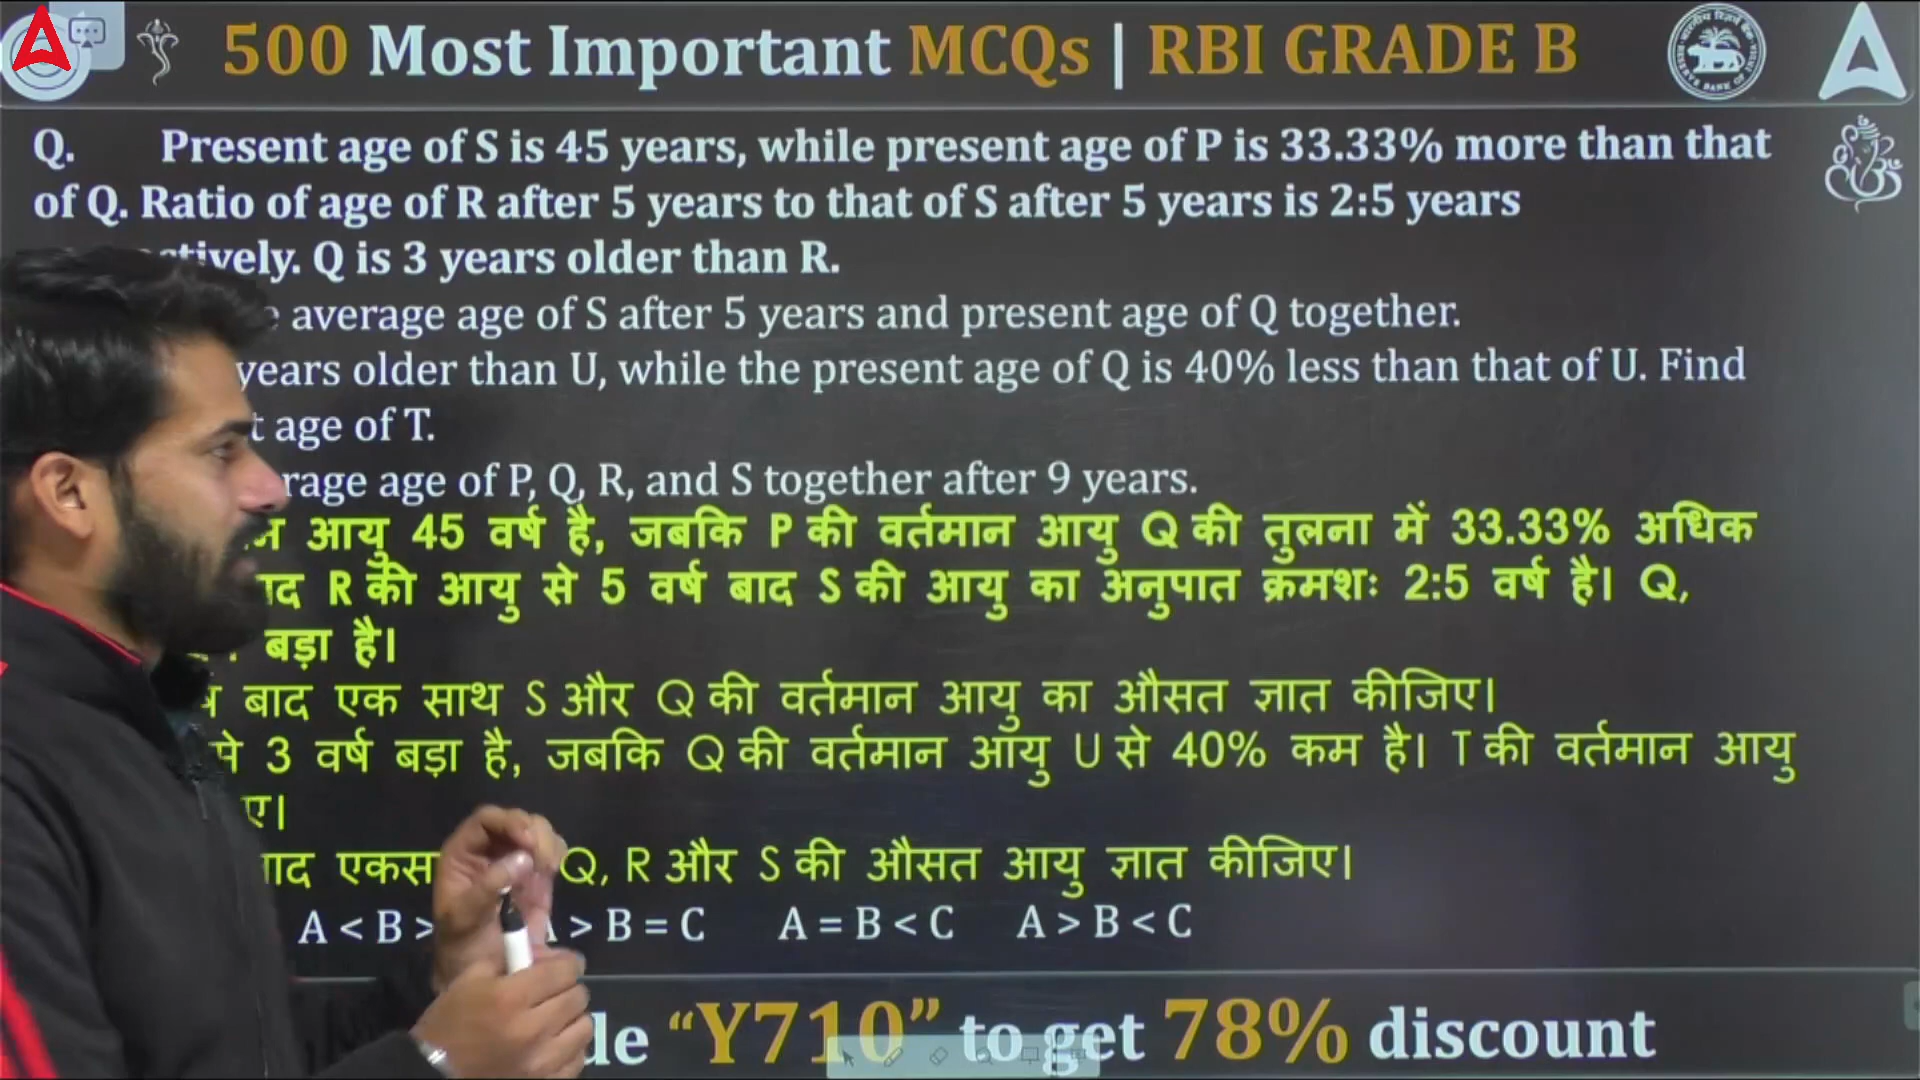 500 Most Important MCQs | RBI GRADE B
Q. Present age of S is 45 years, while present age of P is 33.33% more than that
of Q. Ratio of age of R after 5 years to that of S after 5 years is 2:5 years
Q is 3 years older than R.
average age of S after 5 years and present age of Q together.
years older than U, while the present age of Q is 40% less than that of U. Find
age of T.
age of P, Q, R, and S together after 9 years.
आयु 45 वर्ष है, जबकि P की वर्तमान आयु Q की तुलना में 33.33% अधिक
R की आयु से 5 वर्ष बाद S की आयु का अनुपात क्रमशः 2:5 वर्ष है। Q,
बड़ा है।
बाद एक साथ S और Q की वर्तमान आयु का औसत ज्ञात कीजिए।
3 वर्ष बड़ा है, जबकि Q की वर्तमान आयु U से 40% कम है। T की वर्तमान आयु
Q, R और S की औसत आयु ज्ञात कीजिए।
A < B > > B = C A = B < C A > B < C
“Y710” to get 78% discount